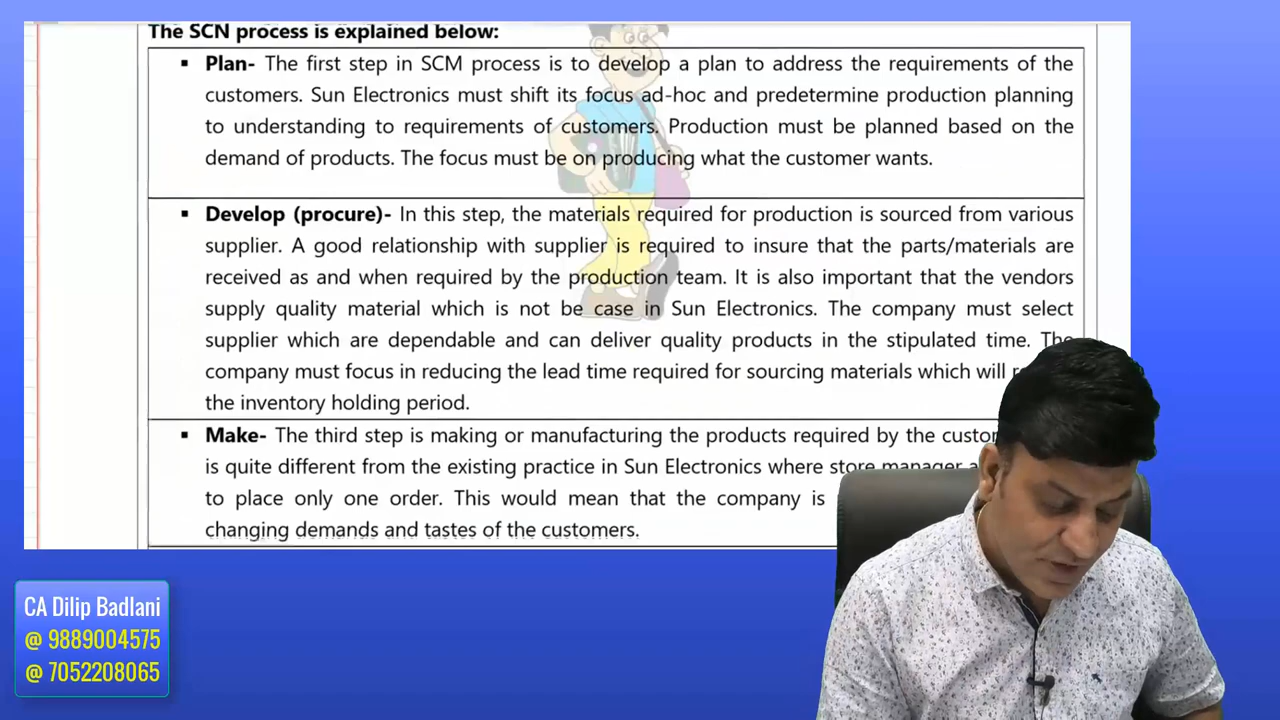 The SCN process is explained below:
▪ Plan- The first step in SCM process is to develop a plan to address the requirements of the
customers. Sun Electronics must shift its focus ad-hoc and predetermine production planning
to understanding to requirements of customers. Production must be planned based on the
demand of products. The focus must be on producing what the customer wants.
▪ Develop (procure)- In this step, the materials required for production is sourced from various
supplier. A good relationship with supplier is required to insure that the parts/materials are
received as and when required by the production team. It is also important that the vendors
supply quality material which is not be case in Sun Electronics. The company must select
supplier which are dependable and can deliver quality products in the stipulated time. The
company must focus in reducing the lead time required for sourcing materials which will
the inventory holding period.
▪ Make- The third step is making or manufacturing the products required by the
is quite different from the existing practice in Sun Electronics where store manager
to place only one order. This would mean that the company is
changing demands and tastes of the customers.
CA Dilip Badlani
@ 9889004575
@ 7052208065